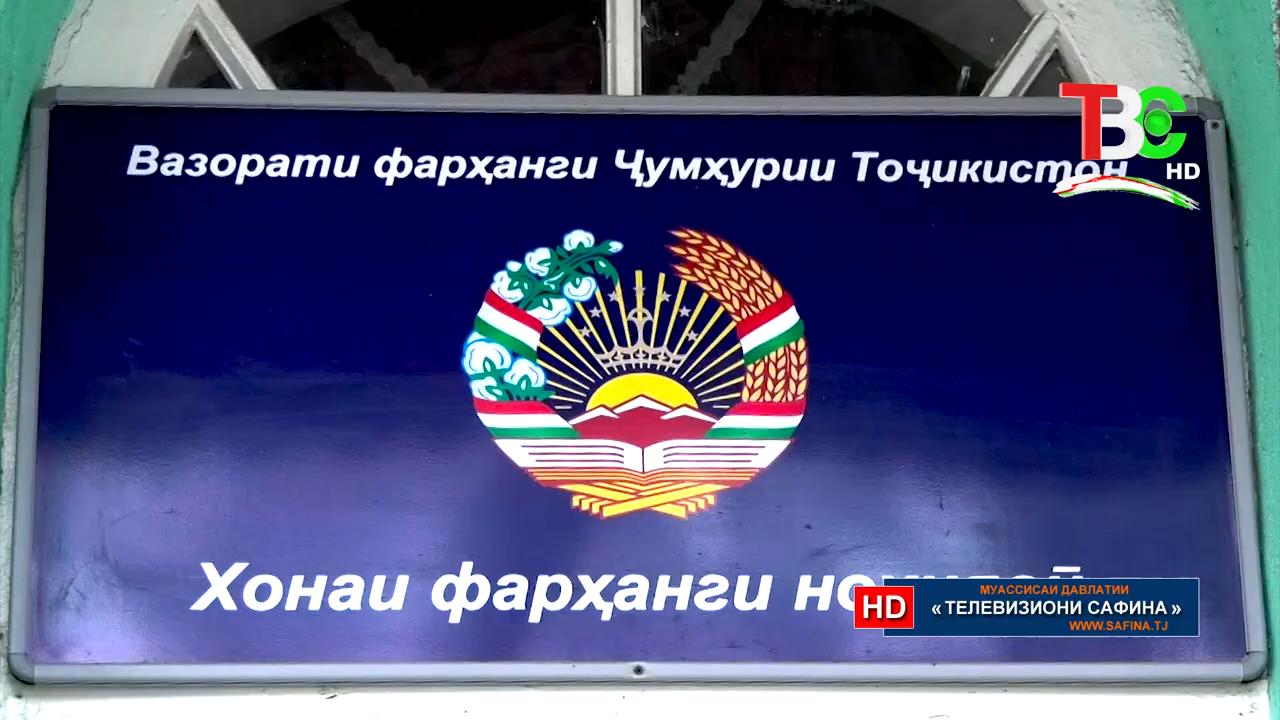 Вазорати фарҳанги Ҷумҳурии Тоҷикистон
ТВС
HD
Хонаи фарҳанги
HD
МУАССИСАИ ДАВЛАТИИ
« ТЕЛЕВИЗИОНИ САФИНА »
WWW.SAFINA.TJ